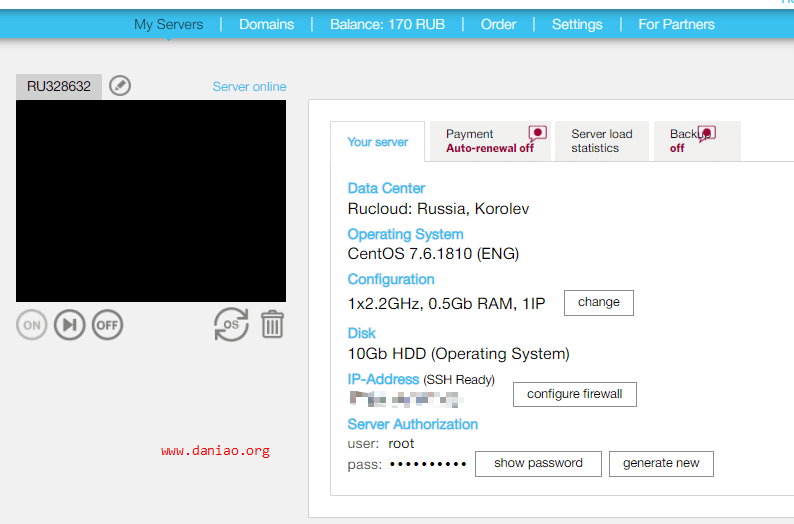 My Servers | Domains | Balance: 170 RUB | Order | Settings | For Partners
RU328632
Server online
ON
OFF
OS
www.daniao.org
Your server
Payment
Auto-renewal off
Server load
statistics
Backup
off
Data Center
Rucloud: Russia, Korolev
Operating System
CentOS 7.6.1810 (ENG)
Configuration
1x2.2GHz, 0.5Gb RAM, 1IP
change
Disk
10Gb HDD (Operating System)
IP-Address (SSH Ready)
configure firewall
Server Authorization
user: root
pass: •••••••••• show password generate new